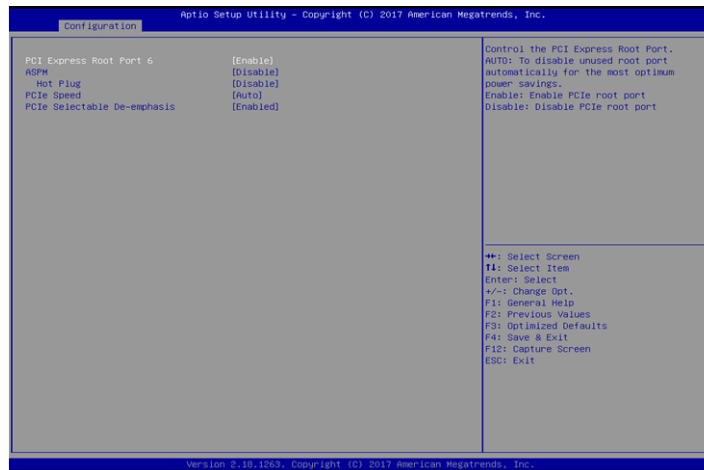 Aptio Setup Utility – Copyright (C) 2017 American Megatrends, Inc.
Configuration
PCI Express Root Port 6 [Enable]
ASPM [Disable]
Hot Plug [Disable]
PCIe Speed [Auto]
PCIe Selectable De-emphasis [Enabled]
Control the PCI Express Root Port.
AUTO: To disable unused root port
automatically for the most optimum
power savings.
Enable: Enable PCIe root port
Disable: Disable PCIe root port
→←: Select Screen
↑↓: Select Item
Enter: Select
+/-: Change Opt.
F1: General Help
F2: Previous Values
F3: Optimized Defaults
F4: Save & Exit
F12: Capture Screen
ESC: Exit
Version 2.18.1263. Copyright (C) 2017 American Megatrends, Inc.